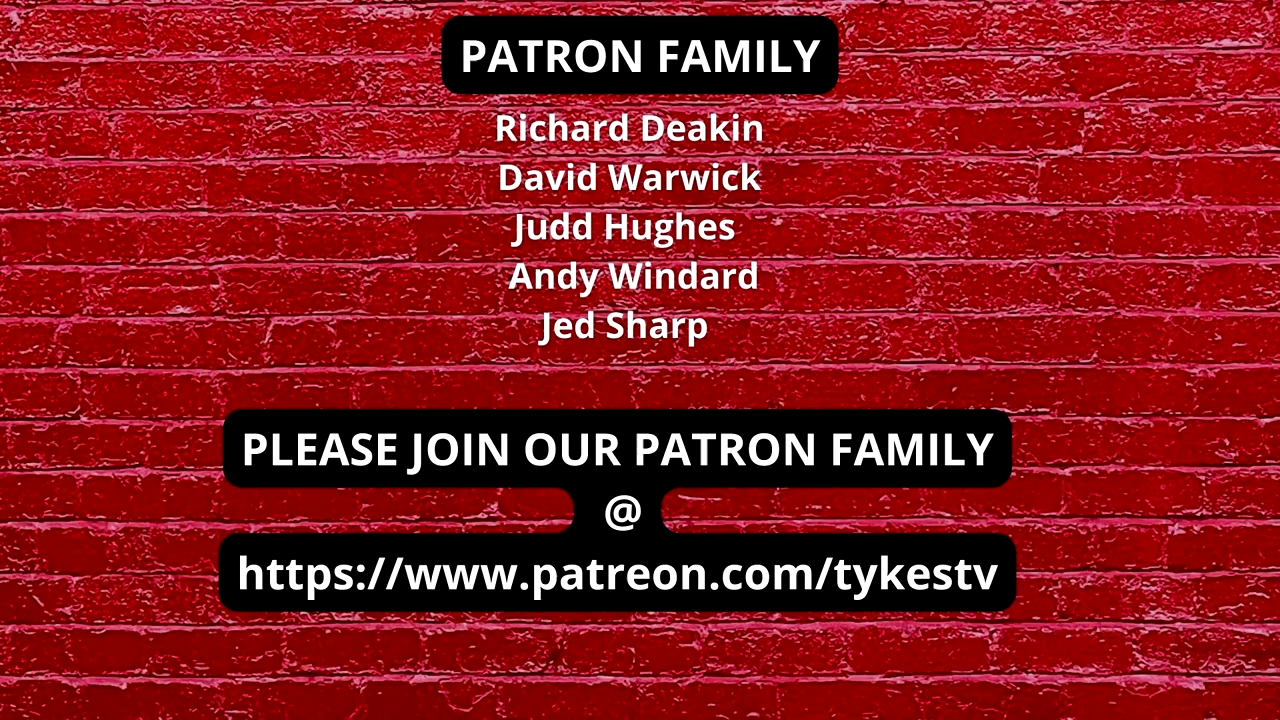 PATRON FAMILY
Richard Deakin
David Warwick
Judd Hughes
Andy Windard
Jed Sharp
PLEASE JOIN OUR PATRON FAMILY
@
https://www.patreon.com/tykestv